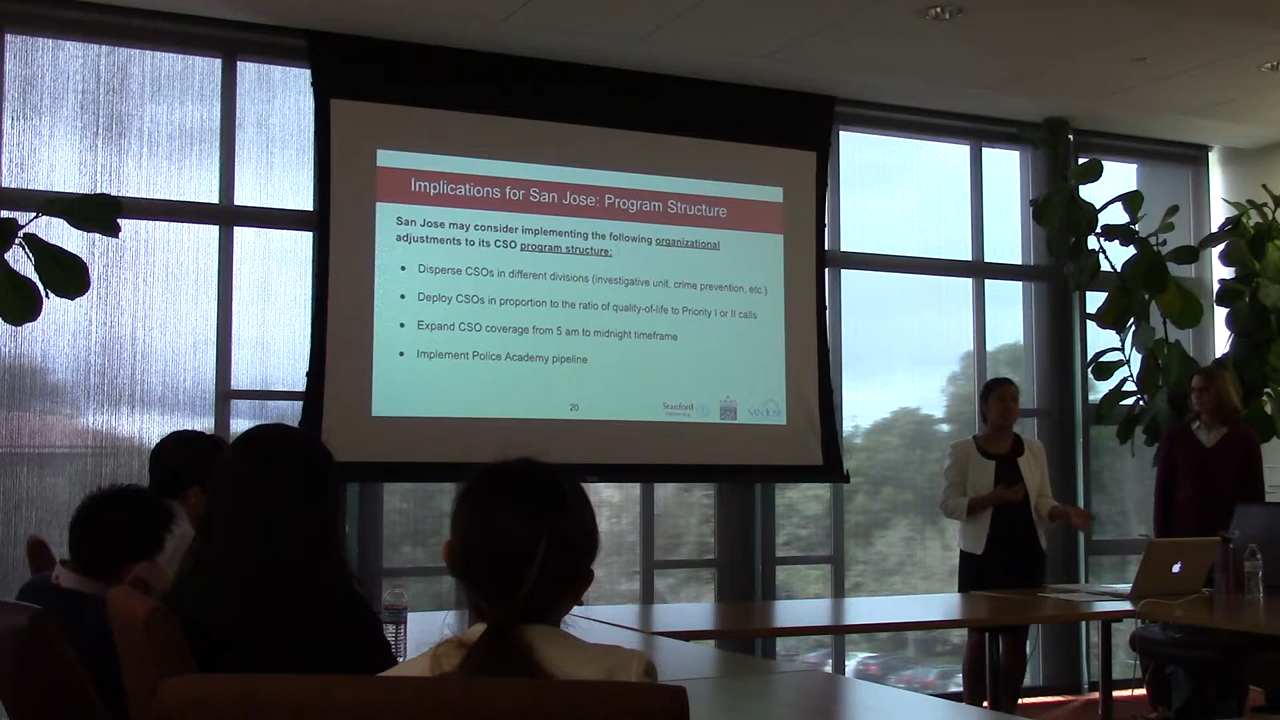 Implications for San Jose: Program Structure
San Jose may consider implementing the following organizational
adjustments to its CSO program structure:
• Disperse CSOs in different divisions (investigative unit, crime prevention, etc.)
• Deploy CSOs in proportion to the ratio of quality-of-life to Priority I or II calls
• Expand CSO coverage from 5 am to midnight timeframe
• Implement Police Academy pipeline
20
Stanford
SAN JOSE